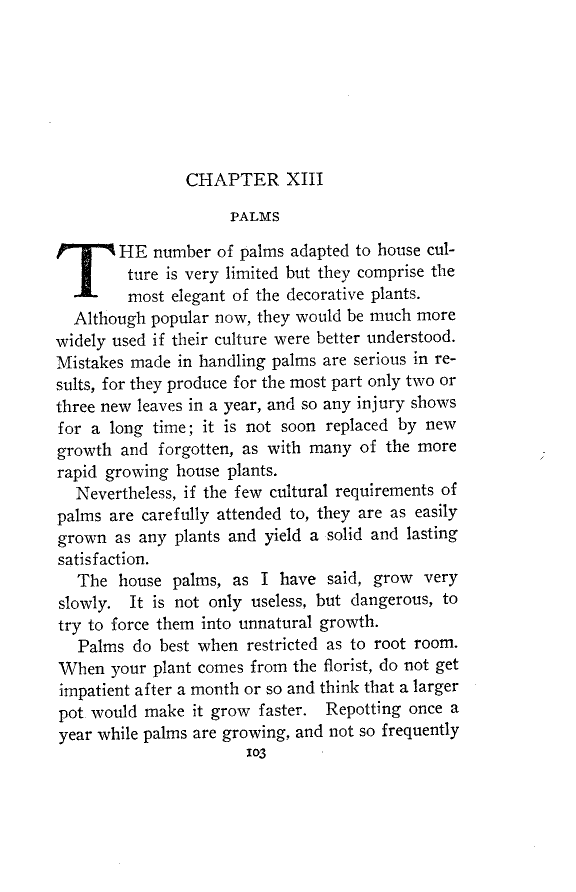 CHAPTER XIII
PALMS
THE number of palms adapted to house cul-
ture is very limited but they comprise the
most elegant of the decorative plants.
Although popular now, they would be much more
widely used if their culture were better understood.
Mistakes made in handling palms are serious in re-
sults, for they produce for the most part only two or
three new leaves in a year, and so any injury shows
for a long time; it is not soon replaced by new
growth and forgotten, as with many of the more
rapid growing house plants.
Nevertheless, if the few cultural requirements of
palms are carefully attended to, they are as easily
grown as any plants and yield a solid and lasting
satisfaction.
The house palms, as I have said, grow very
slowly. It is not only useless, but dangerous, to
try to force them into unnatural growth.
Palms do best when restricted as to root room.
When your plant comes from the florist, do not get
impatient after a month or so and think that a larger
pot would make it grow faster. Repotting once a
year while palms are growing, and not so frequently
103